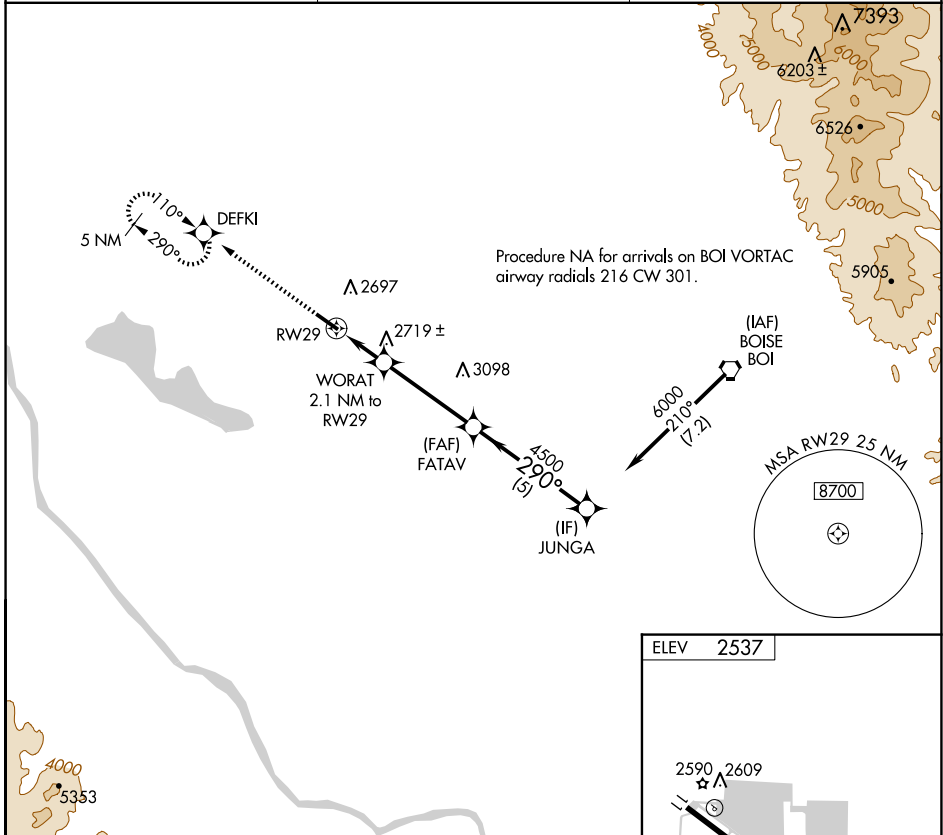 7393
4000
5000
6000
6203 ±
6526
5000
5905
110°
DEFKI
5 NM
290°
Procedure NA for arrivals on BOI VORTAC
airway radials 216 CW 301.
2697
RW29
2719 ±
(IAF)
BOISE
BOI
WORAT
2.1 NM to
RW29
3098
6000
210°
(7.2)
(FAF)
FATAV
4500
290°
(5)
MSA RW29 25 NM
8700
(IF)
JUNGA
ELEV 2537
4000
5353
2590
2609
11